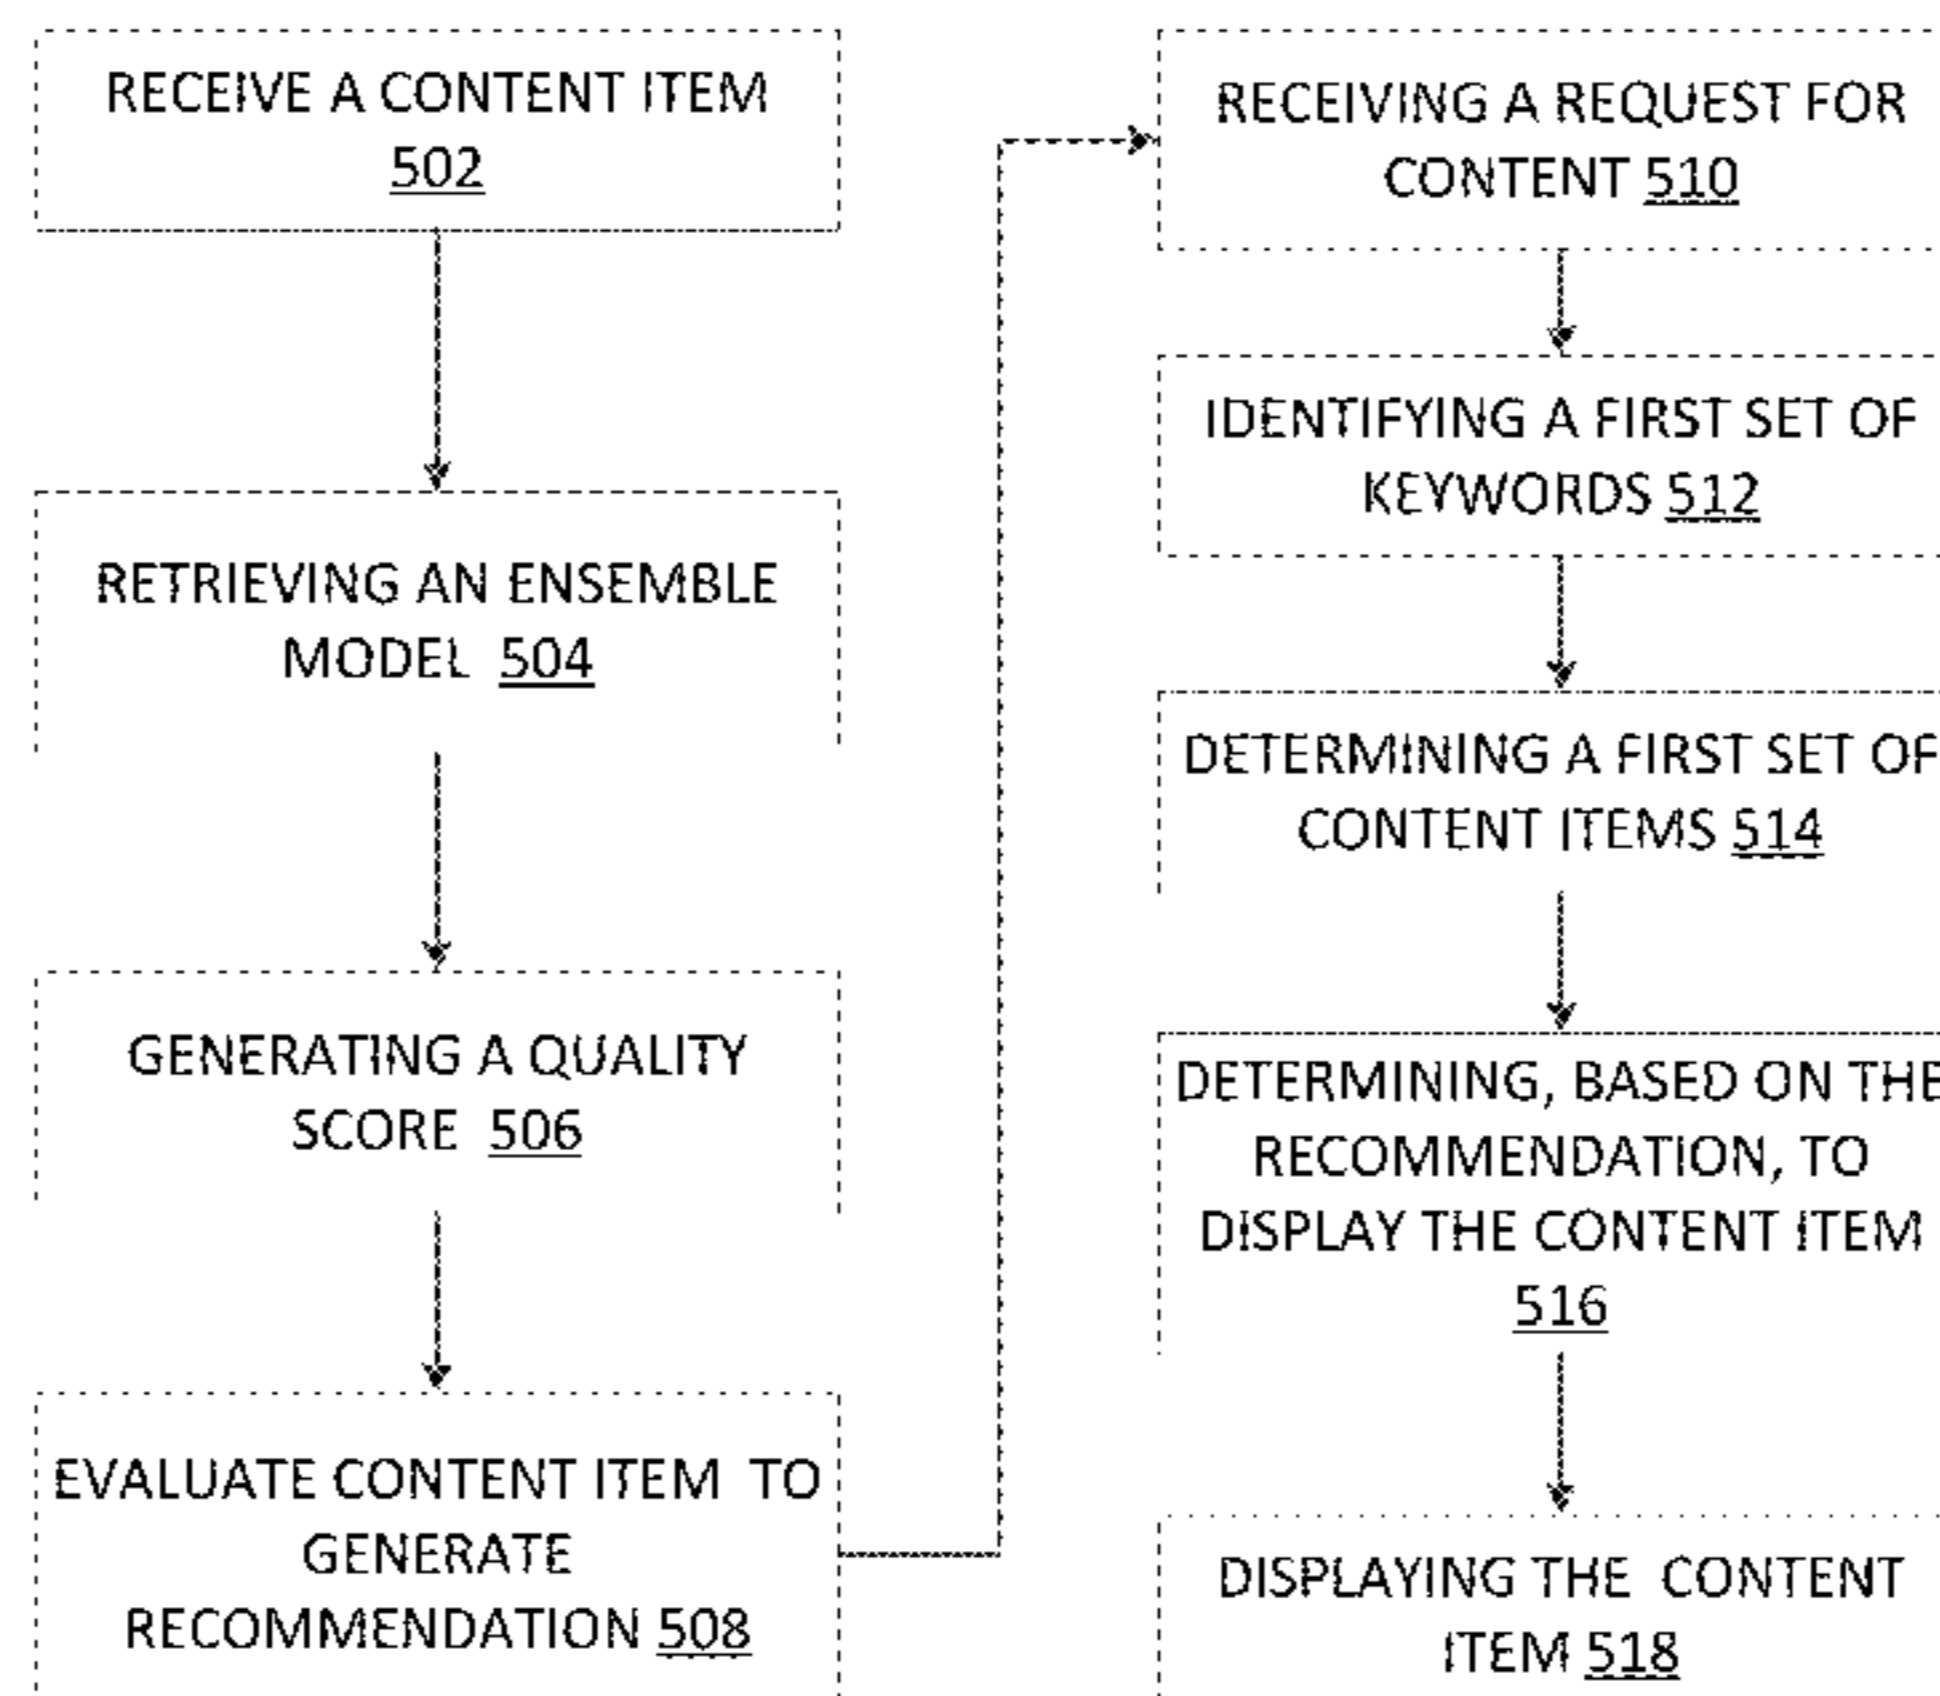 RECEIVE A CONTENT ITEM
502
RETRIEVING AN ENSEMBLE
MODEL 504
GENERATING A QUALITY
SCORE 506
EVALUATE CONTENT ITEM TO
GENERATE
RECOMMENDATION 508
RECEIVING A REQUEST FOR
CONTENT 510
IDENTIFYING A FIRST SET OF
KEYWORDS 512
DETERMINING A FIRST SET OF
CONTENT ITEMS 514
DETERMINING, BASED ON THE
RECOMMENDATION, TO
DISPLAY THE CONTENT ITEM
516
DISPLAYING THE CONTENT
ITEM 518